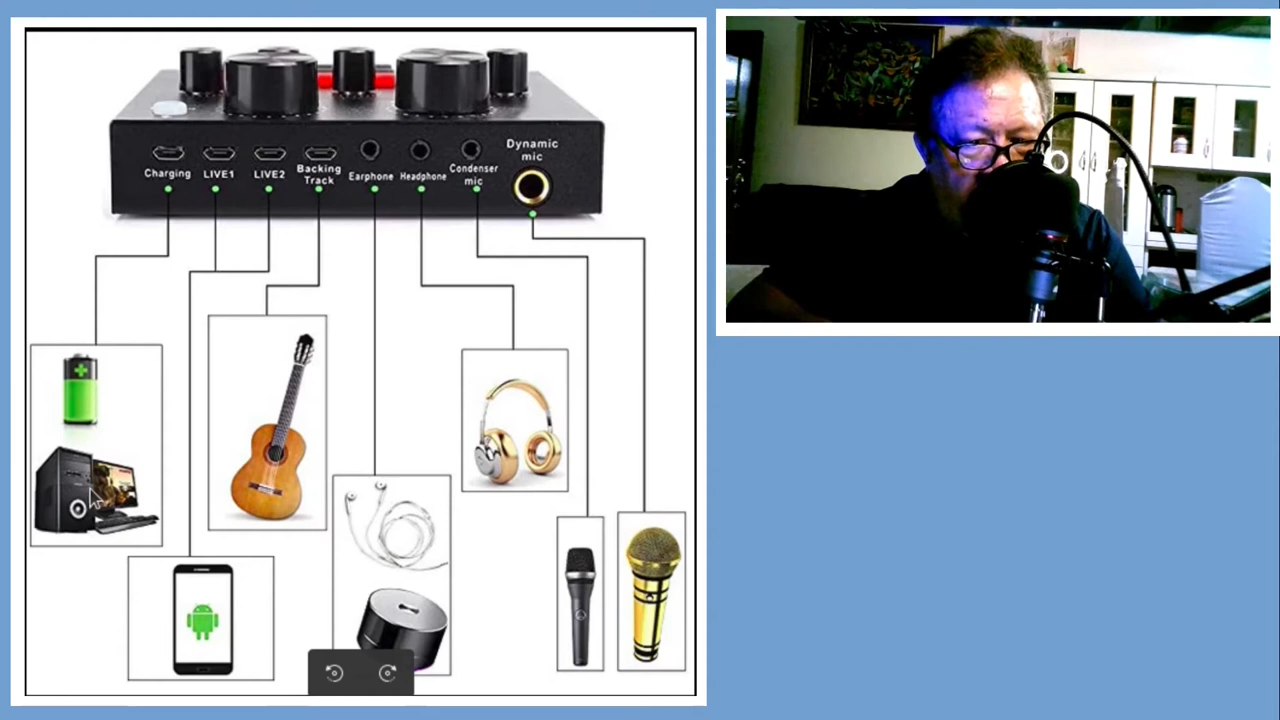 Dynamic
mic
Charging
LIVE1
LIVE2
Backing
Track
Earphone
Headphone
Condenser
mic